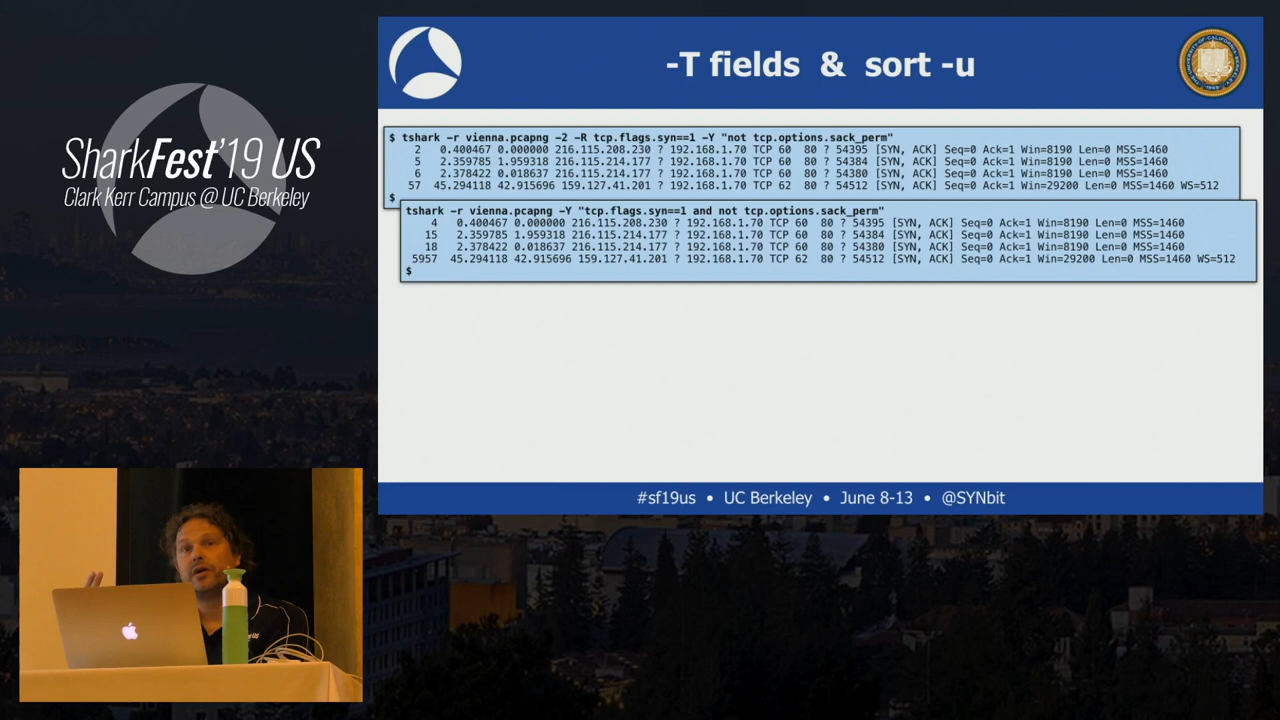 SharkFest'19 US
Clark Kerr Campus @ UC Berkeley
-T fields & sort -u
$ tshark -r vienna.pcapng -2 -R tcp.flags.syn==1 -Y "not tcp.options.sack_perm"
2 0.400467 0.000000 216.115.208.230 ? 192.168.1.70 TCP 60 80 ? 54395 [SYN, ACK] Seq=0 Ack=1 Win=8190 Len=0 MSS=1460
5 2.359785 1.959318 216.115.214.177 ? 192.168.1.70 TCP 60 80 ? 54384 [SYN, ACK] Seq=0 Ack=1 Win=8190 Len=0 MSS=1460
6 2.378422 0.018637 216.115.214.177 ? 192.168.1.70 TCP 60 80 ? 54380 [SYN, ACK] Seq=0 Ack=1 Win=8190 Len=0 MSS=1460
57 45.294118 42.915696 159.127.41.201 ? 192.168.1.70 TCP 62 80 ? 54512 [SYN, ACK] Seq=0 Ack=1 Win=29200 Len=0 MSS=1460 WS=512
$
tshark -r vienna.pcapng -Y "tcp.flags.syn==1 and not tcp.options.sack_perm"
4 0.400467 0.000000 216.115.208.230 ? 192.168.1.70 TCP 60 80 ? 54395 [SYN, ACK] Seq=0 Ack=1 Win=8190 Len=0 MSS=1460
15 2.359785 1.959318 216.115.214.177 ? 192.168.1.70 TCP 60 80 ? 54384 [SYN, ACK] Seq=0 Ack=1 Win=8190 Len=0 MSS=1460
18 2.378422 0.018637 216.115.214.177 ? 192.168.1.70 TCP 60 80 ? 54380 [SYN, ACK] Seq=0 Ack=1 Win=8190 Len=0 MSS=1460
5957 45.294118 42.915696 159.127.41.201 ? 192.168.1.70 TCP 62 80 ? 54512 [SYN, ACK] Seq=0 Ack=1 Win=29200 Len=0 MSS=1460 WS=512
$
#sf19us • UC Berkeley • June 8-13 • @SYNbit